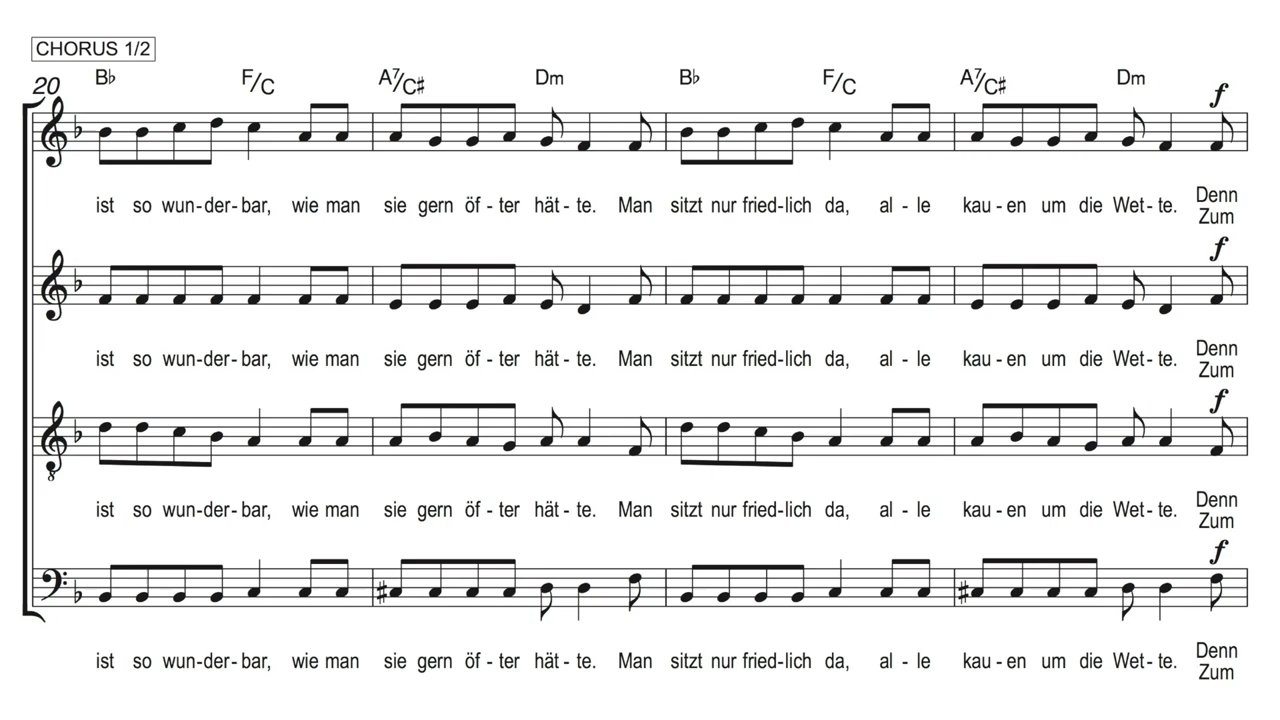 CHORUS 1/2
20 B♭ F/C A7/C♯ Dm B♭ F/C A7/C♯ Dm
f
ist so wun-der-bar, wie man sie gern öf-ter hät-te. Man sitzt nur fried-lich da, al-le kau-en um die Wet-te. Denn
Zum
f
ist so wun-der-bar, wie man sie gern öf-ter hät-te. Man sitzt nur fried-lich da, al-le kau-en um die Wet-te. Denn
Zum
f
8
ist so wun-der-bar, wie man sie gern öf-ter hät-te. Man sitzt nur fried-lich da, al-le kau-en um die Wet-te. Denn
Zum
f
ist so wun-der-bar, wie man sie gern öf-ter hät-te. Man sitzt nur fried-lich da, al-le kau-en um die Wet-te. Denn
Zum